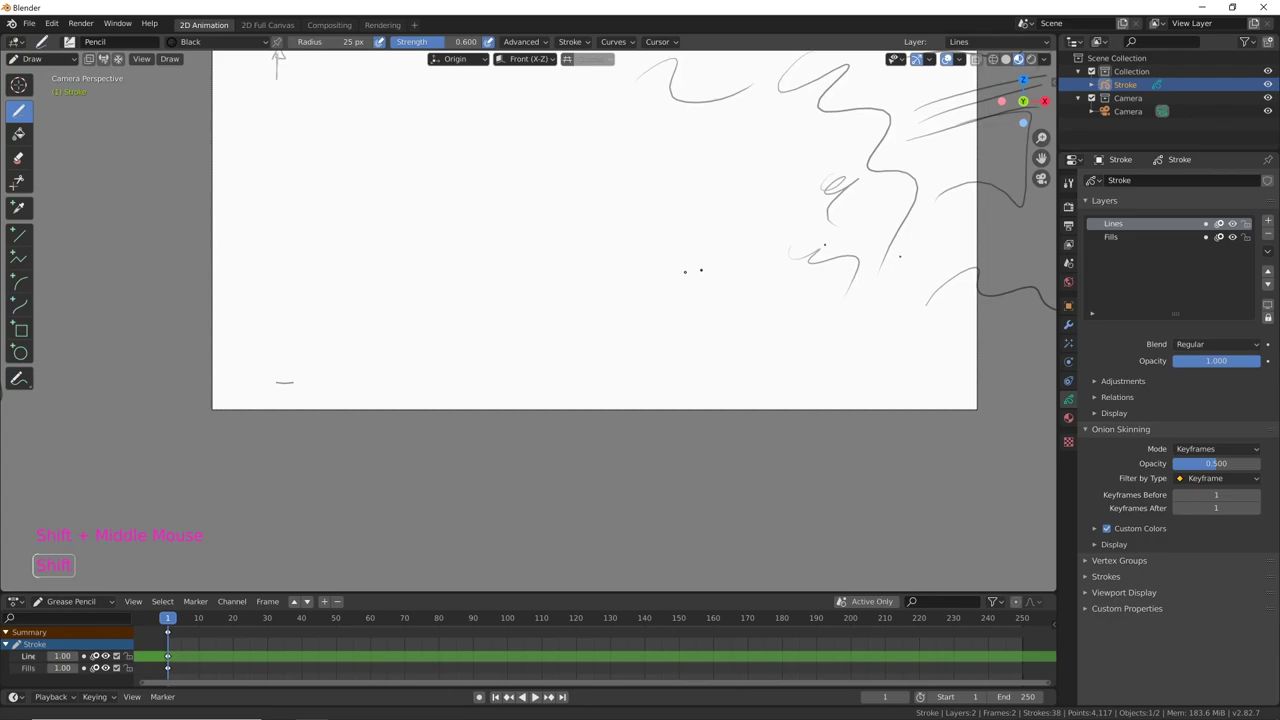 Blender
File Edit Render Window Help 2D Animation 2D Full Canvas Compositing Rendering + Scene View Layer
Pencil Black Radius 25 px Strength 0.600 Advanced Stroke Curves Cursor Layer: Lines
Draw View Draw Origin Front (X-Z)
Camera Perspective
(1) Stroke
Z
Y
X
Scene Collection
Collection
Stroke
Camera
Camera
Stroke Stroke
Stroke
Layers
Lines
Fills
Blend Regular
Opacity 1.000
Adjustments
Relations
Display
Onion Skinning
Mode Keyframes
Opacity 0.500
Filter by Type Keyframe
Keyframes Before 1
Keyframes After 1
Custom Colors
Display
Vertex Groups
Strokes
Viewport Display
Custom Properties
Shift + Middle Mouse
Shift
Grease Pencil View Select Marker Channel Frame Active Only
1 10 20 30 40 50 60 70 80 90 100 110 120 130 140 150 160 170 180 190 200 210 220 230 240 250
Summary
Stroke
Line 1.00
Fills 1.00
Playback Keying View Marker 1 Start 1 End 250
Stroke | Layers:2 | Frames:2 | Strokes:38 | Points:4,117 | Objects:1/2 | Mem: 183.6 MiB | v2.82.7